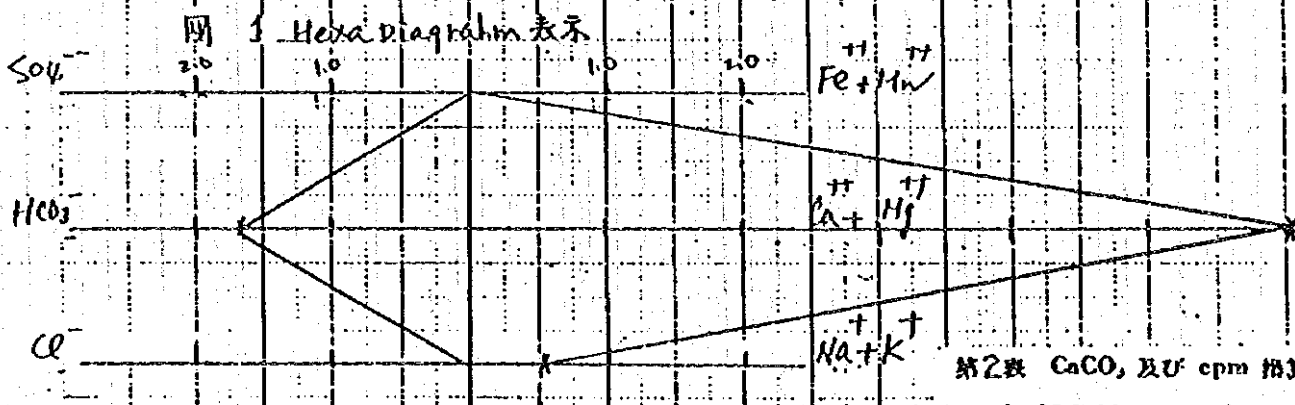 図 1 Hexa Diagrahm 表示
SO4-- 2.0 1.0 1.0 2.0 Fe++ + Mn++
HCO3- Ca++ + Mg++
Cl- Na+ + K+
第2表 CaCO3 及び epm